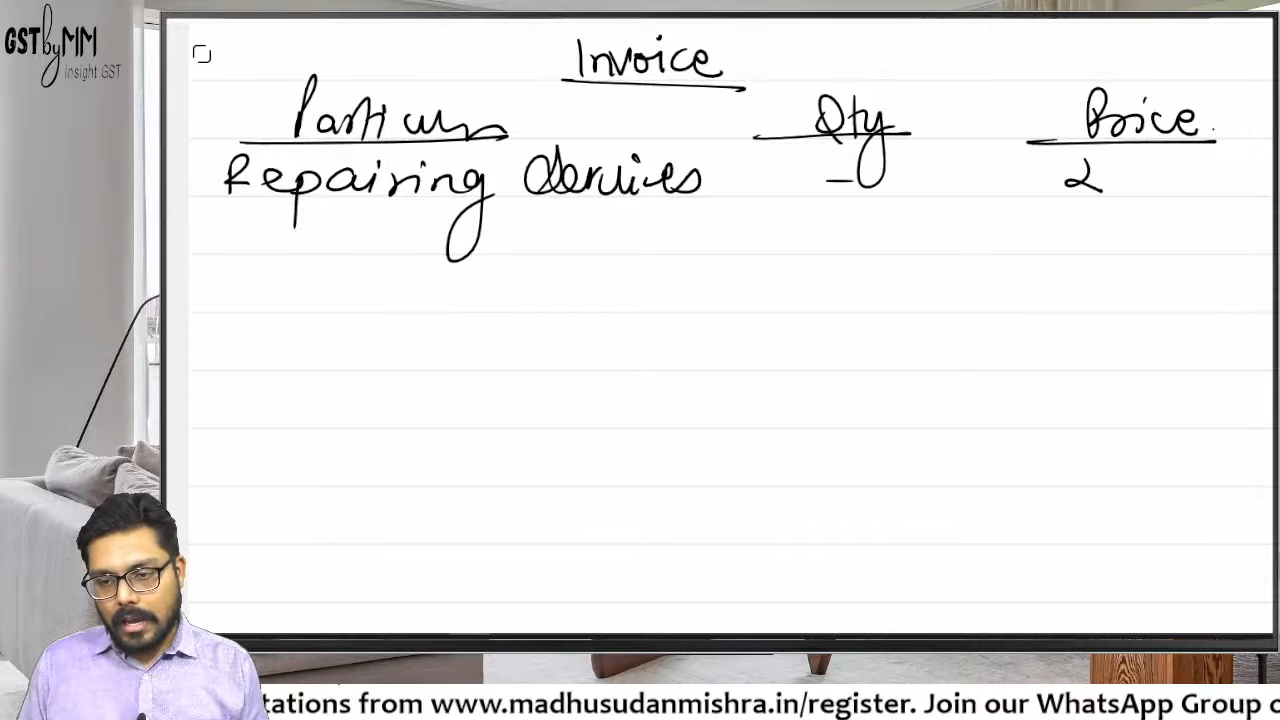 GST by MM
Insight GST
Invoice
Particulars Qty Price
Repairing Services - 2
tations from www.madhusudanmishra.in/register. Join our WhatsApp Group